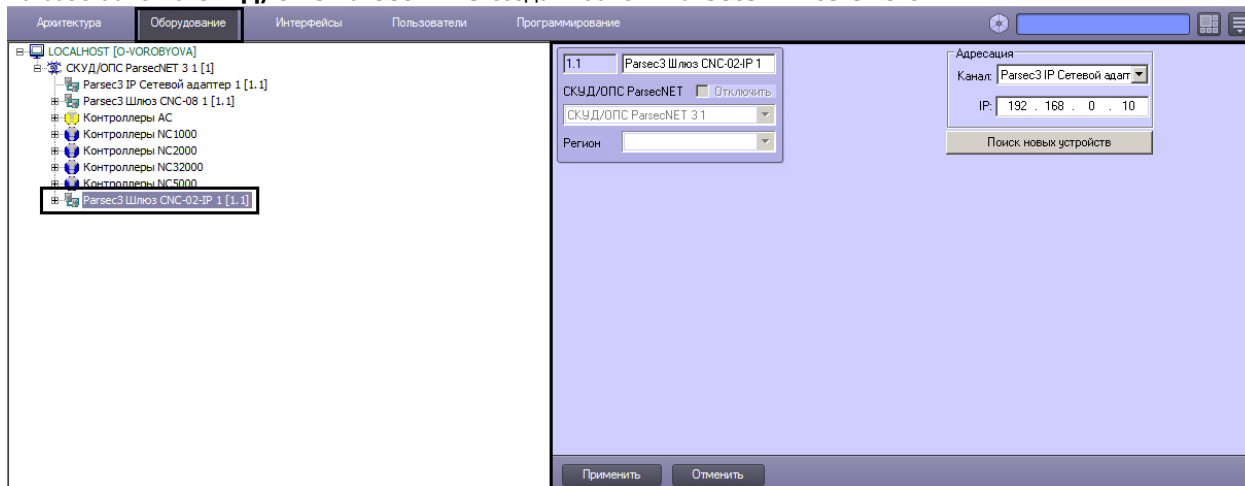 Архитектура Оборудование Интерфейсы Пользователи Программирование
LOCALHOST [O-VOROBYOVA]
СКУД/ОПС ParsecNET 3 1 [1]
Parsec3 IP Сетевой адаптер 1 [1.1]
Parsec3 Шлюз CNC-08 1 [1.1]
Контроллеры AC
Контроллеры NC1000
Контроллеры NC2000
Контроллеры NC32000
Контроллеры NC5000
Parsec3 Шлюз CNC-02-IP 1 [1.1]
1.1 Parsec3 Шлюз CNC-02-IP 1
СКУД/ОПС ParsecNET Отключить
СКУД/ОПС ParsecNET 3 1
Регион
Адресация
Канал: Parsec3 IP Сетевой адапт
IP: 192 . 168 . 0 . 10
Поиск новых устройств
Применить Отменить